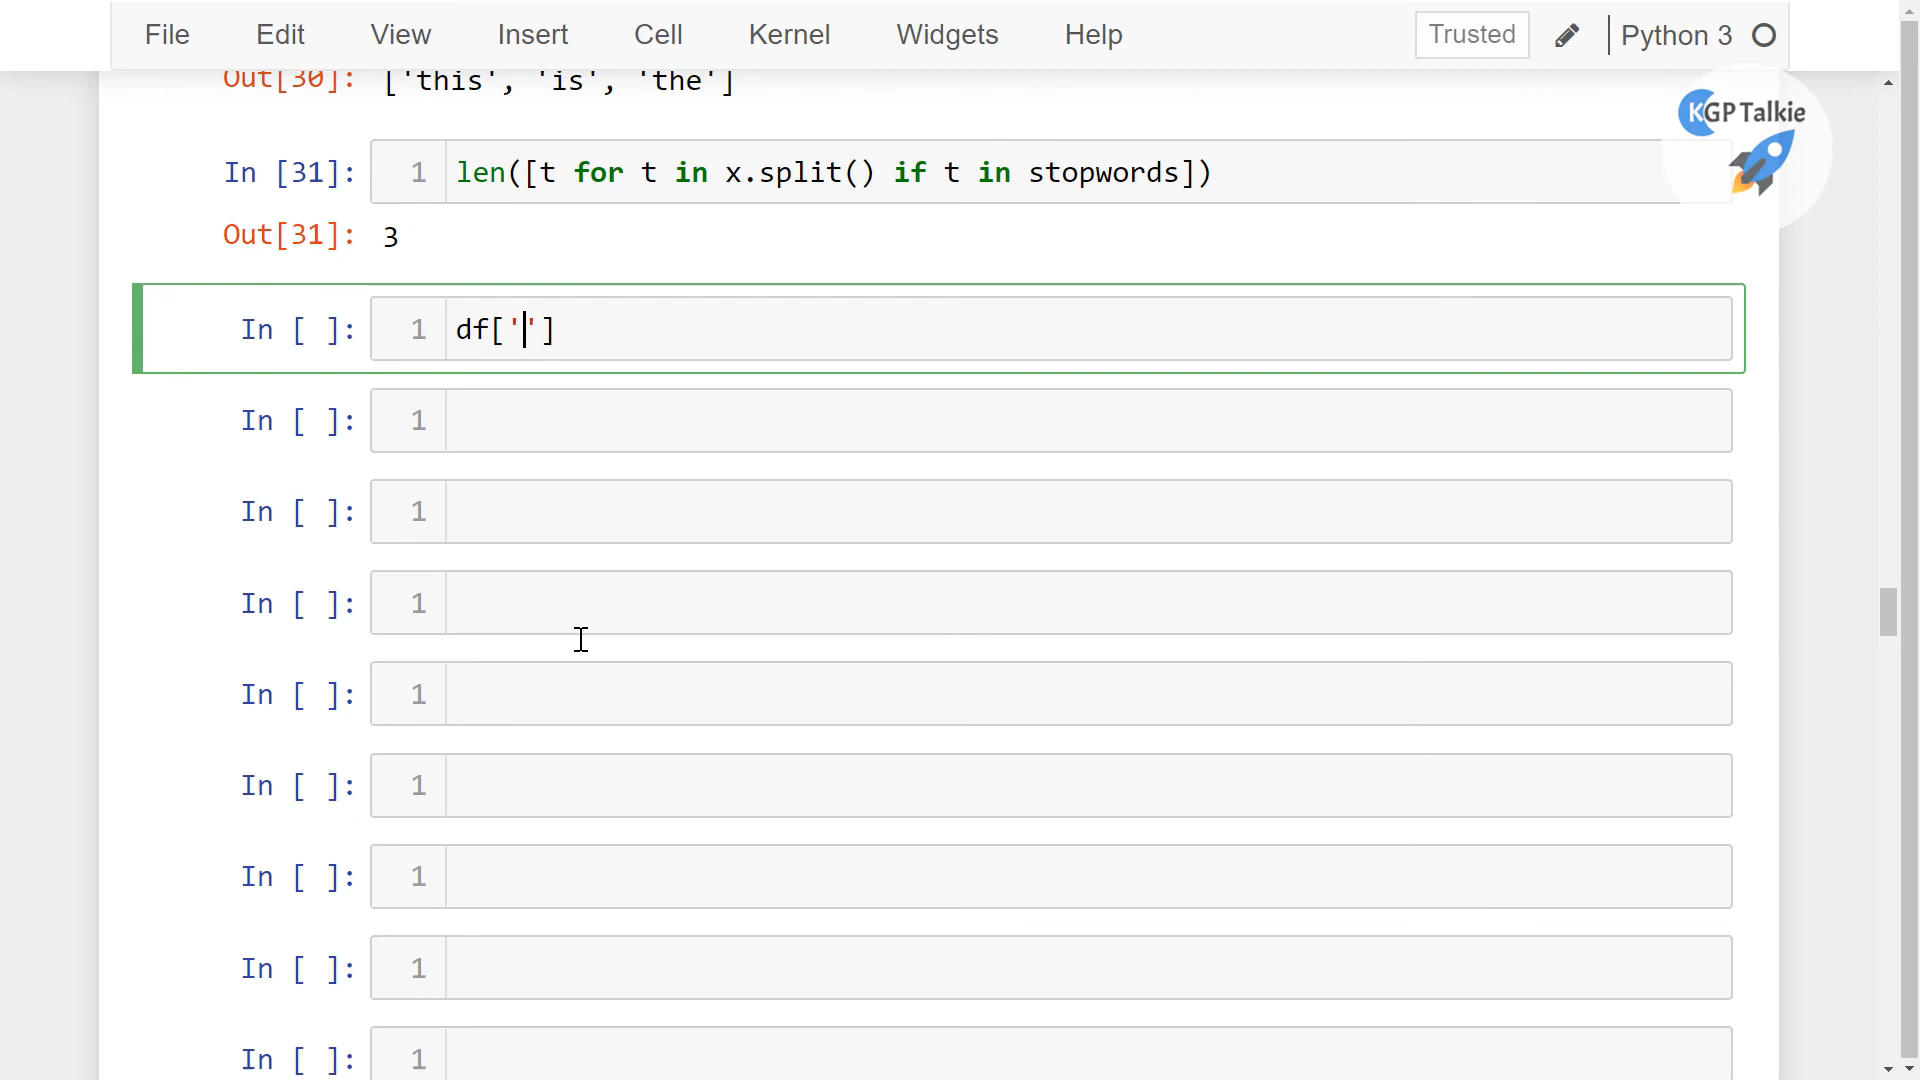 File Edit View Insert Cell Kernel Widgets Help Trusted Python 3
Out[30]: ['this', 'is', 'the']
KGP Talkie
In [31]: 1 len([t for t in x.split() if t in stopwords])
Out[31]: 3
In [ ]: 1 df['']
In [ ]: 1
In [ ]: 1
In [ ]: 1
In [ ]: 1
In [ ]: 1
In [ ]: 1
In [ ]: 1
In [ ]: 1